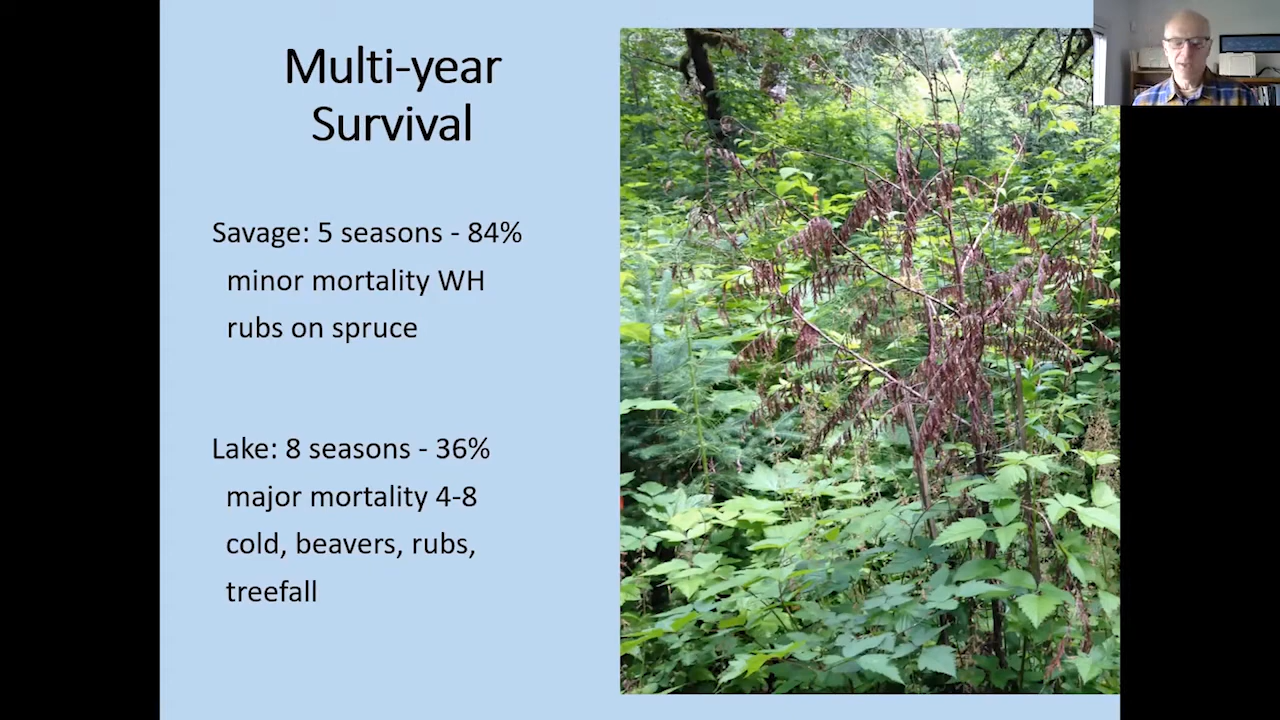 Multi-year
Survival
Savage: 5 seasons - 84%
minor mortality WH
rubs on spruce
Lake: 8 seasons - 36%
major mortality 4-8
cold, beavers, rubs,
treefall